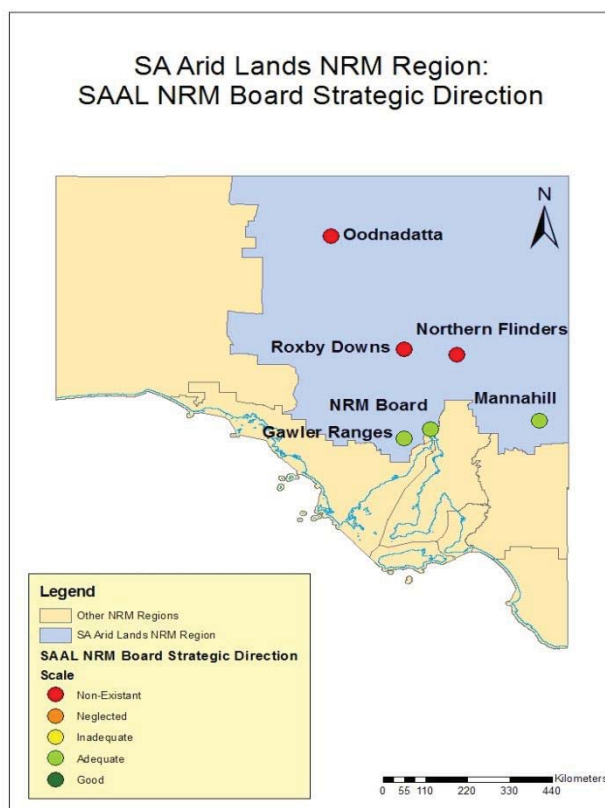 SA Arid Lands NRM Region:
SAAL NRM Board Strategic Direction
N
Oodnadatta
Northern Flinders
Roxby Downs
Mannahill
NRM Board
Gawler Ranges
Legend
Other NRM Regions
SA Arid Lands NRM Region
SAAL NRM Board Strategic Direction
Scale
Non-Existant
Neglected
Inadequate
Adequate
Good
Kilometers
0 55 110 220 330 440